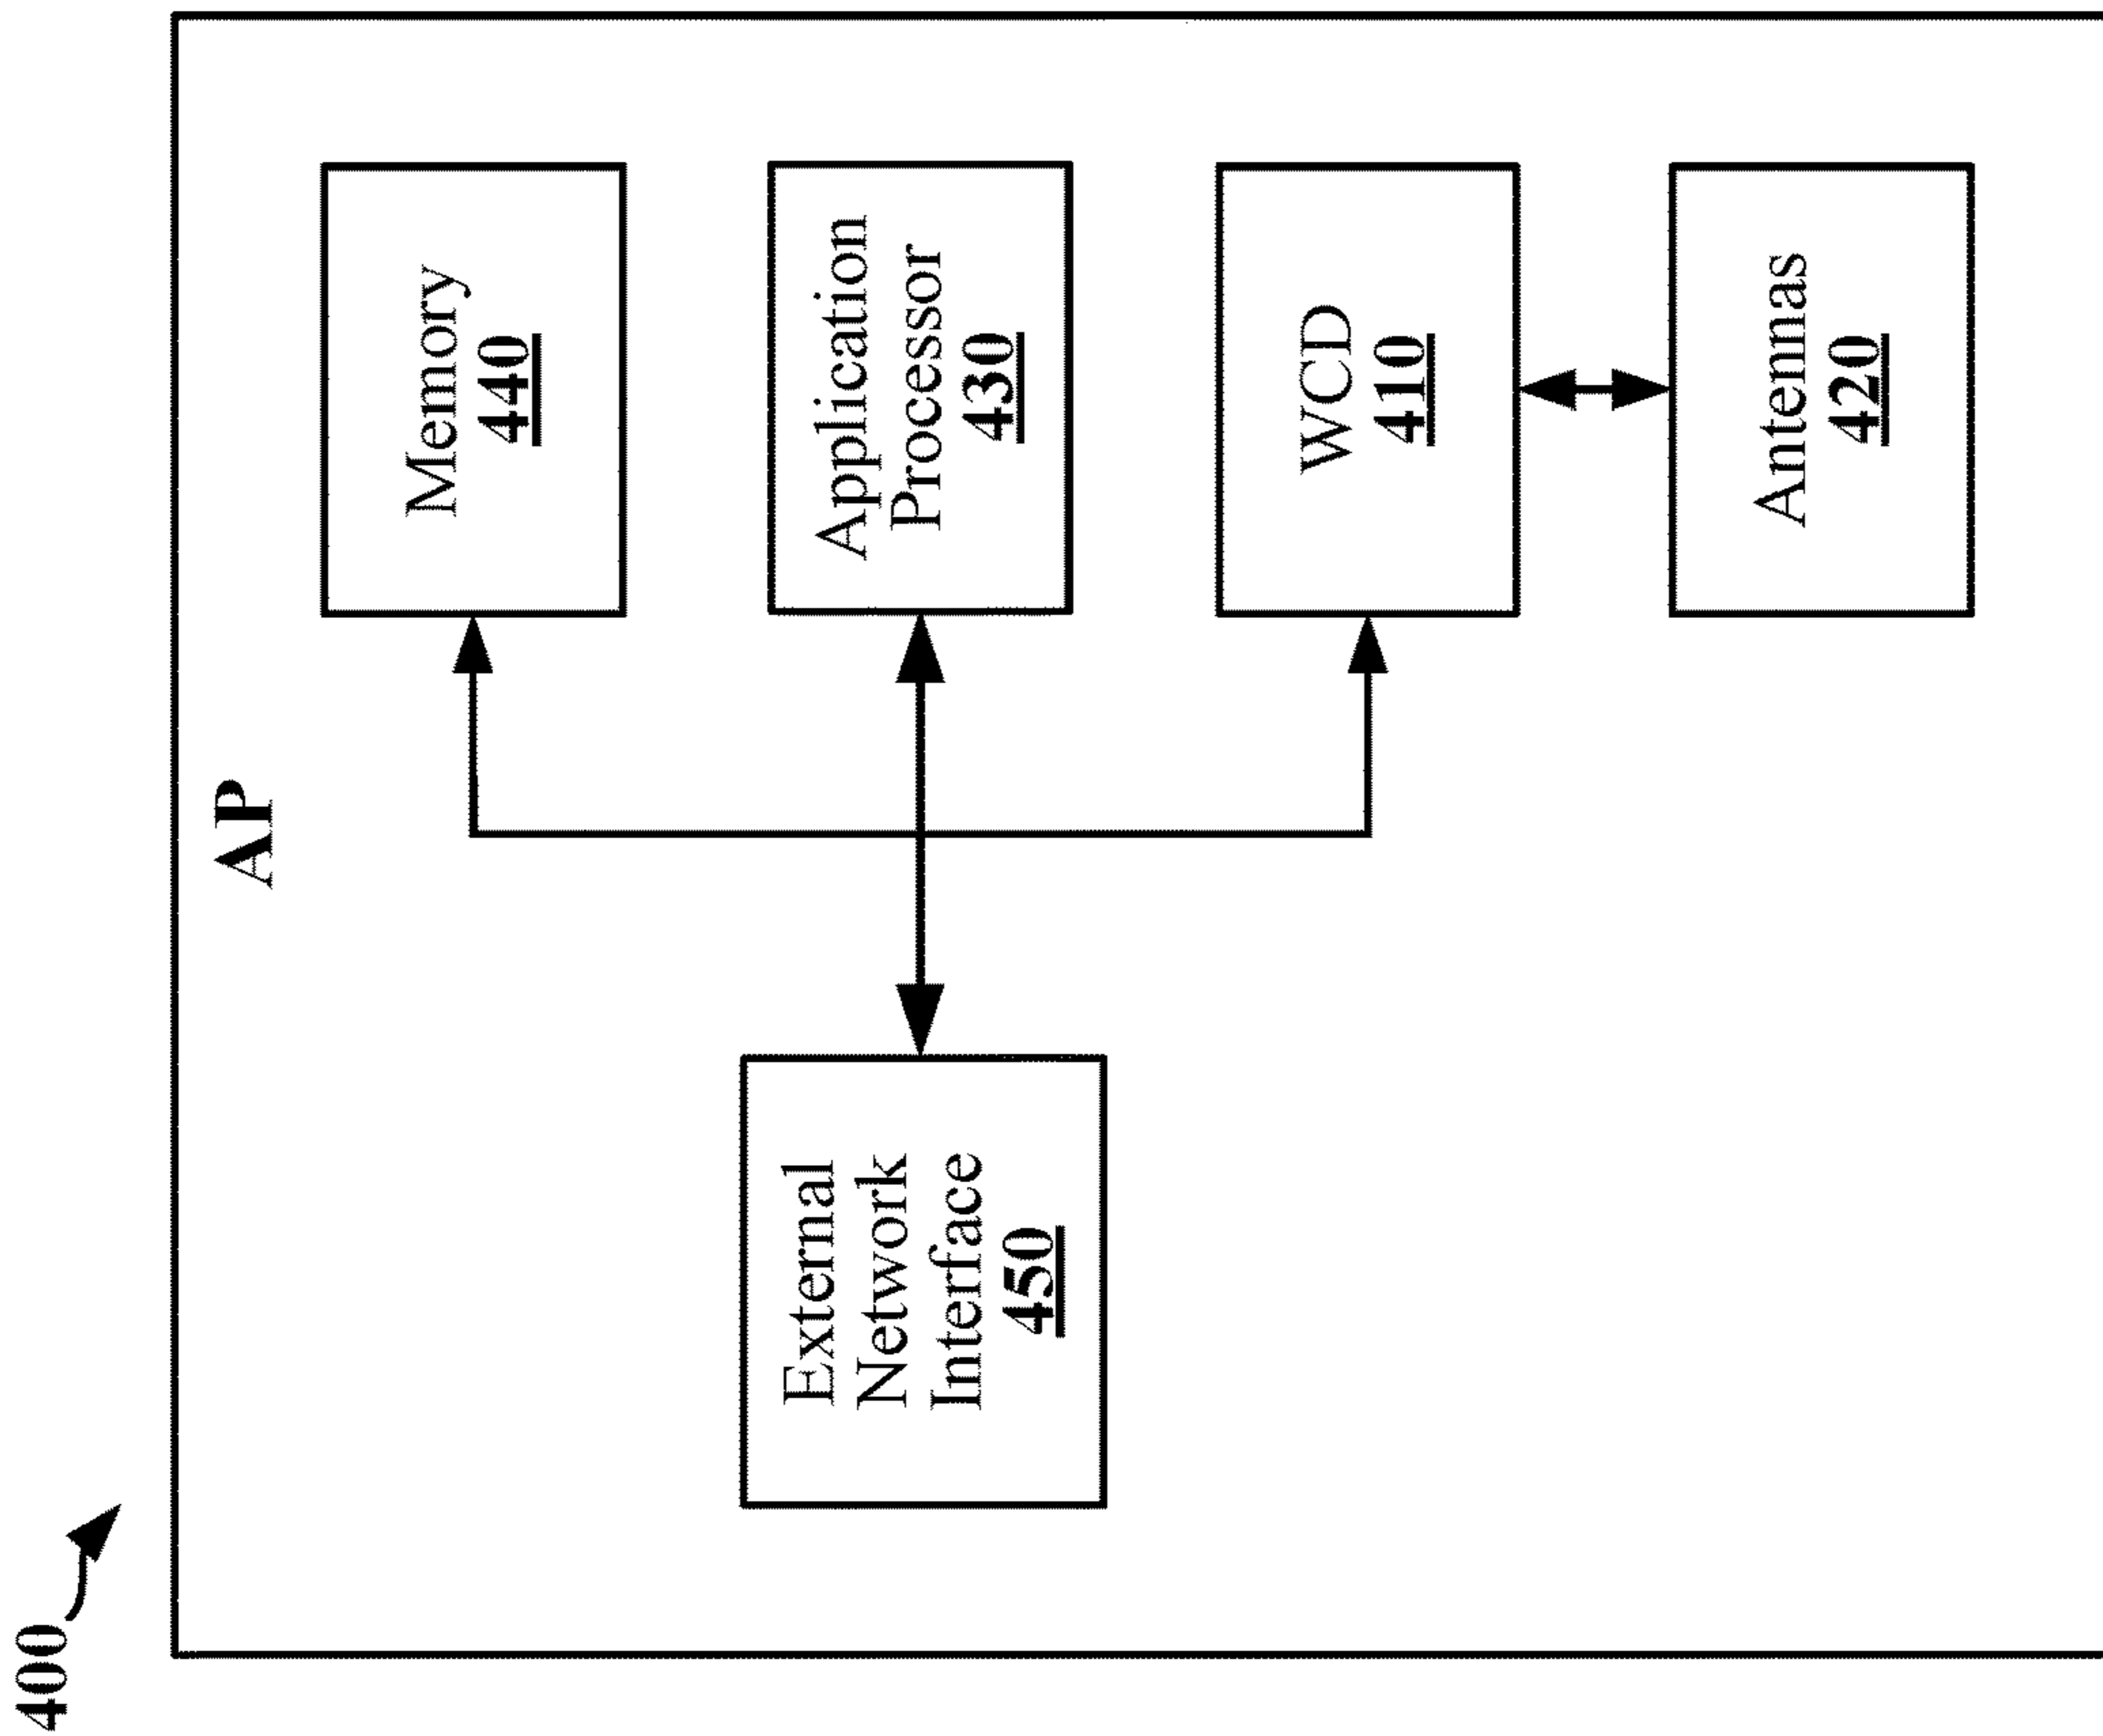 400
AP
External
Network
Interface
450
Memory
440
Application
Processor
430
WCD
410
Antennas
420